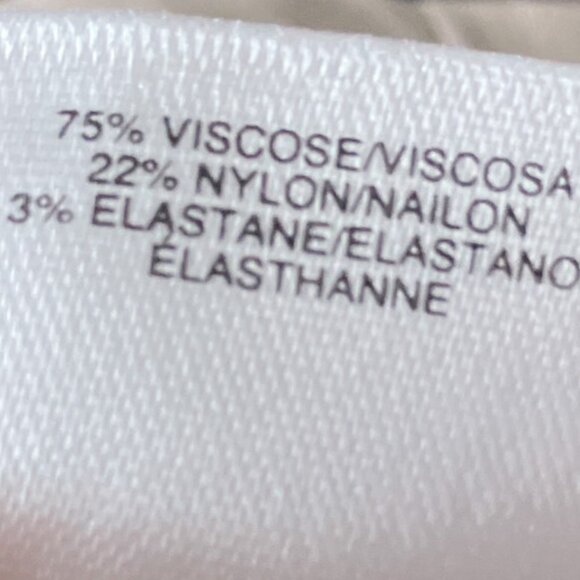 75% VISCOSE/VISCOSA
22% NYLON/NAILON
3% ELASTANE/ELASTANO
ÉLASTHANNE